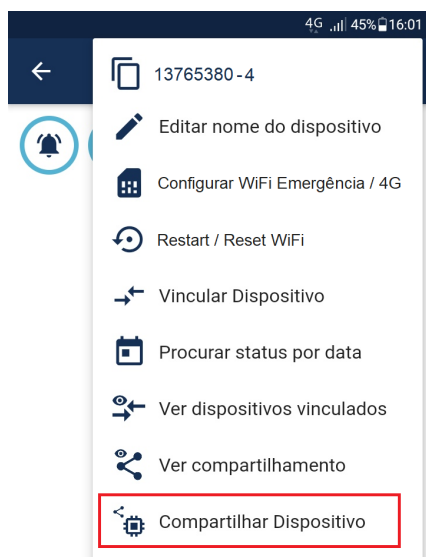 4G 45% 16:01
13765380-4
Editar nome do dispositivo
Configurar WiFi Emergência / 4G
Restart / Reset WiFi
Vincular Dispositivo
Procurar status por data
Ver dispositivos vinculados
Ver compartilhamento
Compartilhar Dispositivo